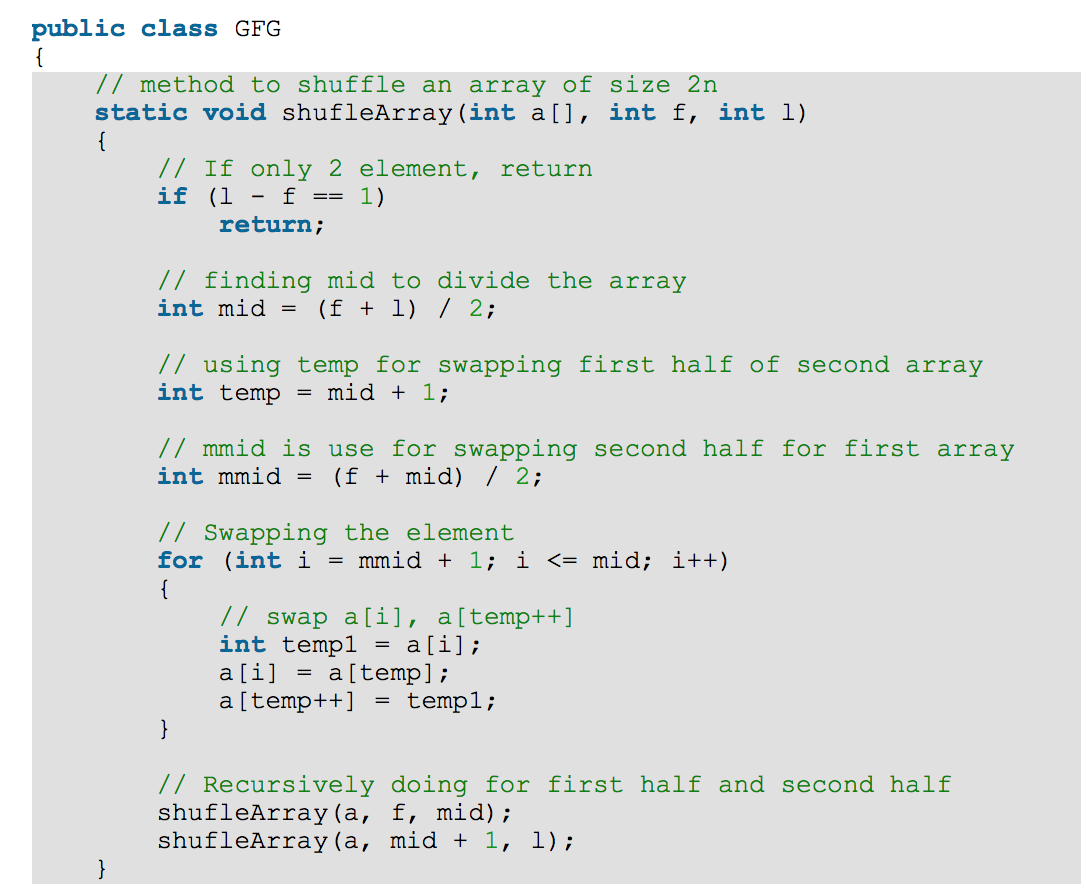 public class GFG
{
// method to shuffle an array of size 2n
static void shufleArray(int a[], int f, int l)
{
// If only 2 element, return
if (l - f == 1)
return;
// finding mid to divide the array
int mid = (f + l) / 2;
// using temp for swapping first half of second array
int temp = mid + 1;
// mmid is use for swapping second half for first array
int mmid = (f + mid) / 2;
// Swapping the element
for (int i = mmid + 1; i <= mid; i++)
{
// swap a[i], a[temp++]
int temp1 = a[i];
a[i] = a[temp];
a[temp++] = temp1;
}
// Recursively doing for first half and second half
shufleArray(a, f, mid);
shufleArray(a, mid + 1, l);
}